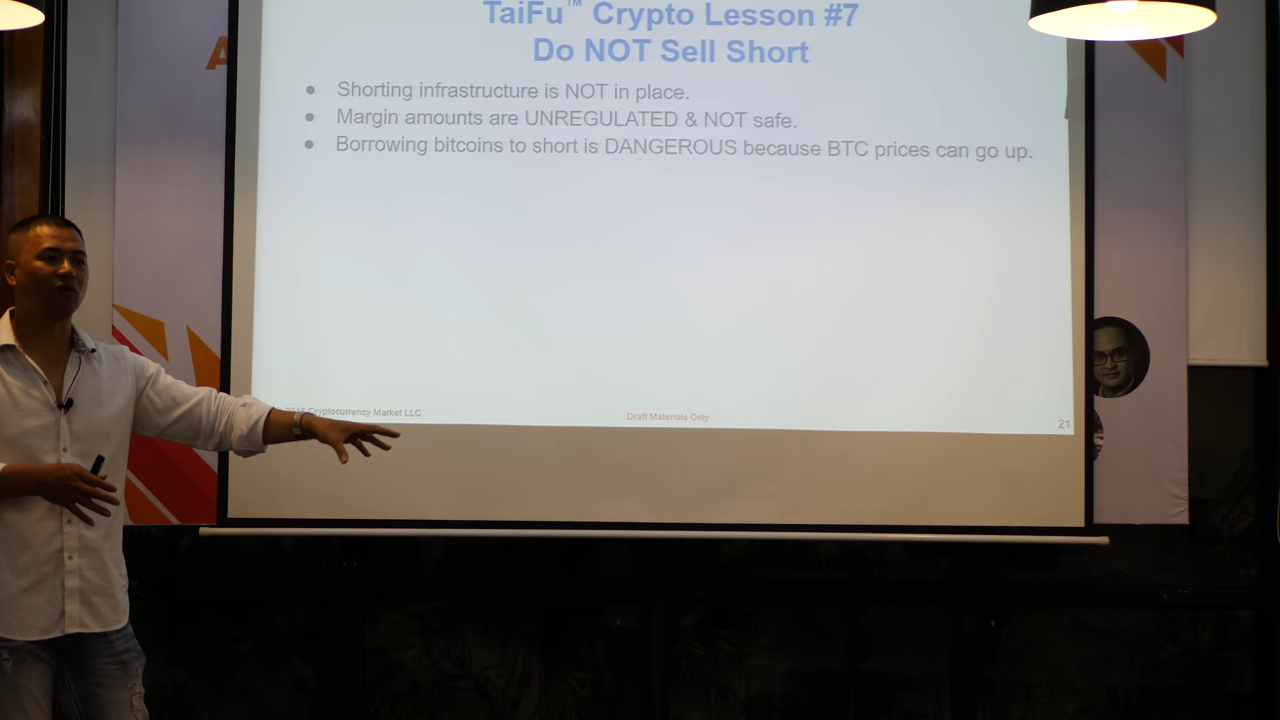 TaiFu™ Crypto Lesson #7
Do NOT Sell Short
● Shorting infrastructure is NOT in place.
● Margin amounts are UNREGULATED & NOT safe.
● Borrowing bitcoins to short is DANGEROUS because BTC prices can go up.
2018 Cryptocurrency Market LLC.
Draft Materials Only
21
A